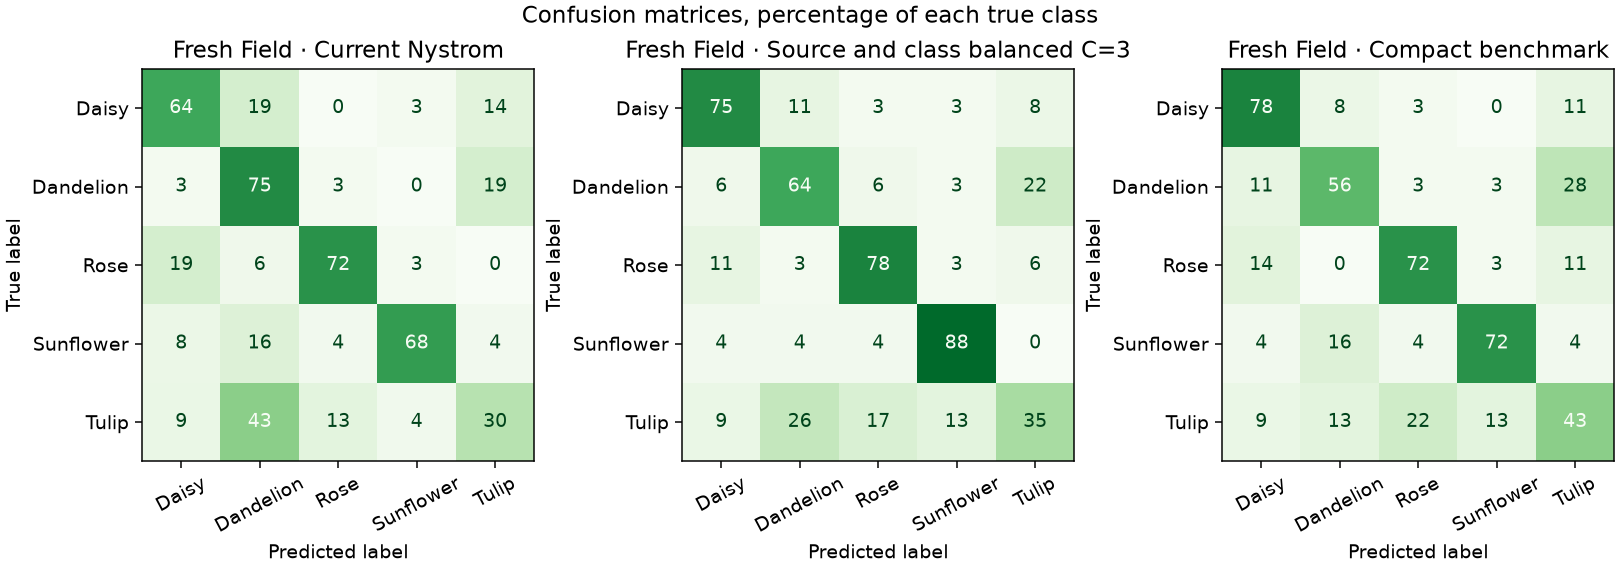 Confusion matrices, percentage of each true class
Fresh Field · Current Nystrom
True label
Daisy 64 19 0 3 14
Dandelion 3 75 3 0 19
Rose 19 6 72 3 0
Sunflower 8 16 4 68 4
Tulip 9 43 13 4 30
Daisy Dandelion Rose Sunflower Tulip
Predicted label
Fresh Field · Source and class balanced C=3
True label
Daisy 75 11 3 3 8
Dandelion 6 64 6 3 22
Rose 11 3 78 3 6
Sunflower 4 4 4 88 0
Tulip 9 26 17 13 35
Daisy Dandelion Rose Sunflower Tulip
Predicted label
Fresh Field · Compact benchmark
True label
Daisy 78 8 3 0 11
Dandelion 11 56 3 3 28
Rose 14 0 72 3 11
Sunflower 4 16 4 72 4
Tulip 9 13 22 13 43
Daisy Dandelion Rose Sunflower Tulip
Predicted label